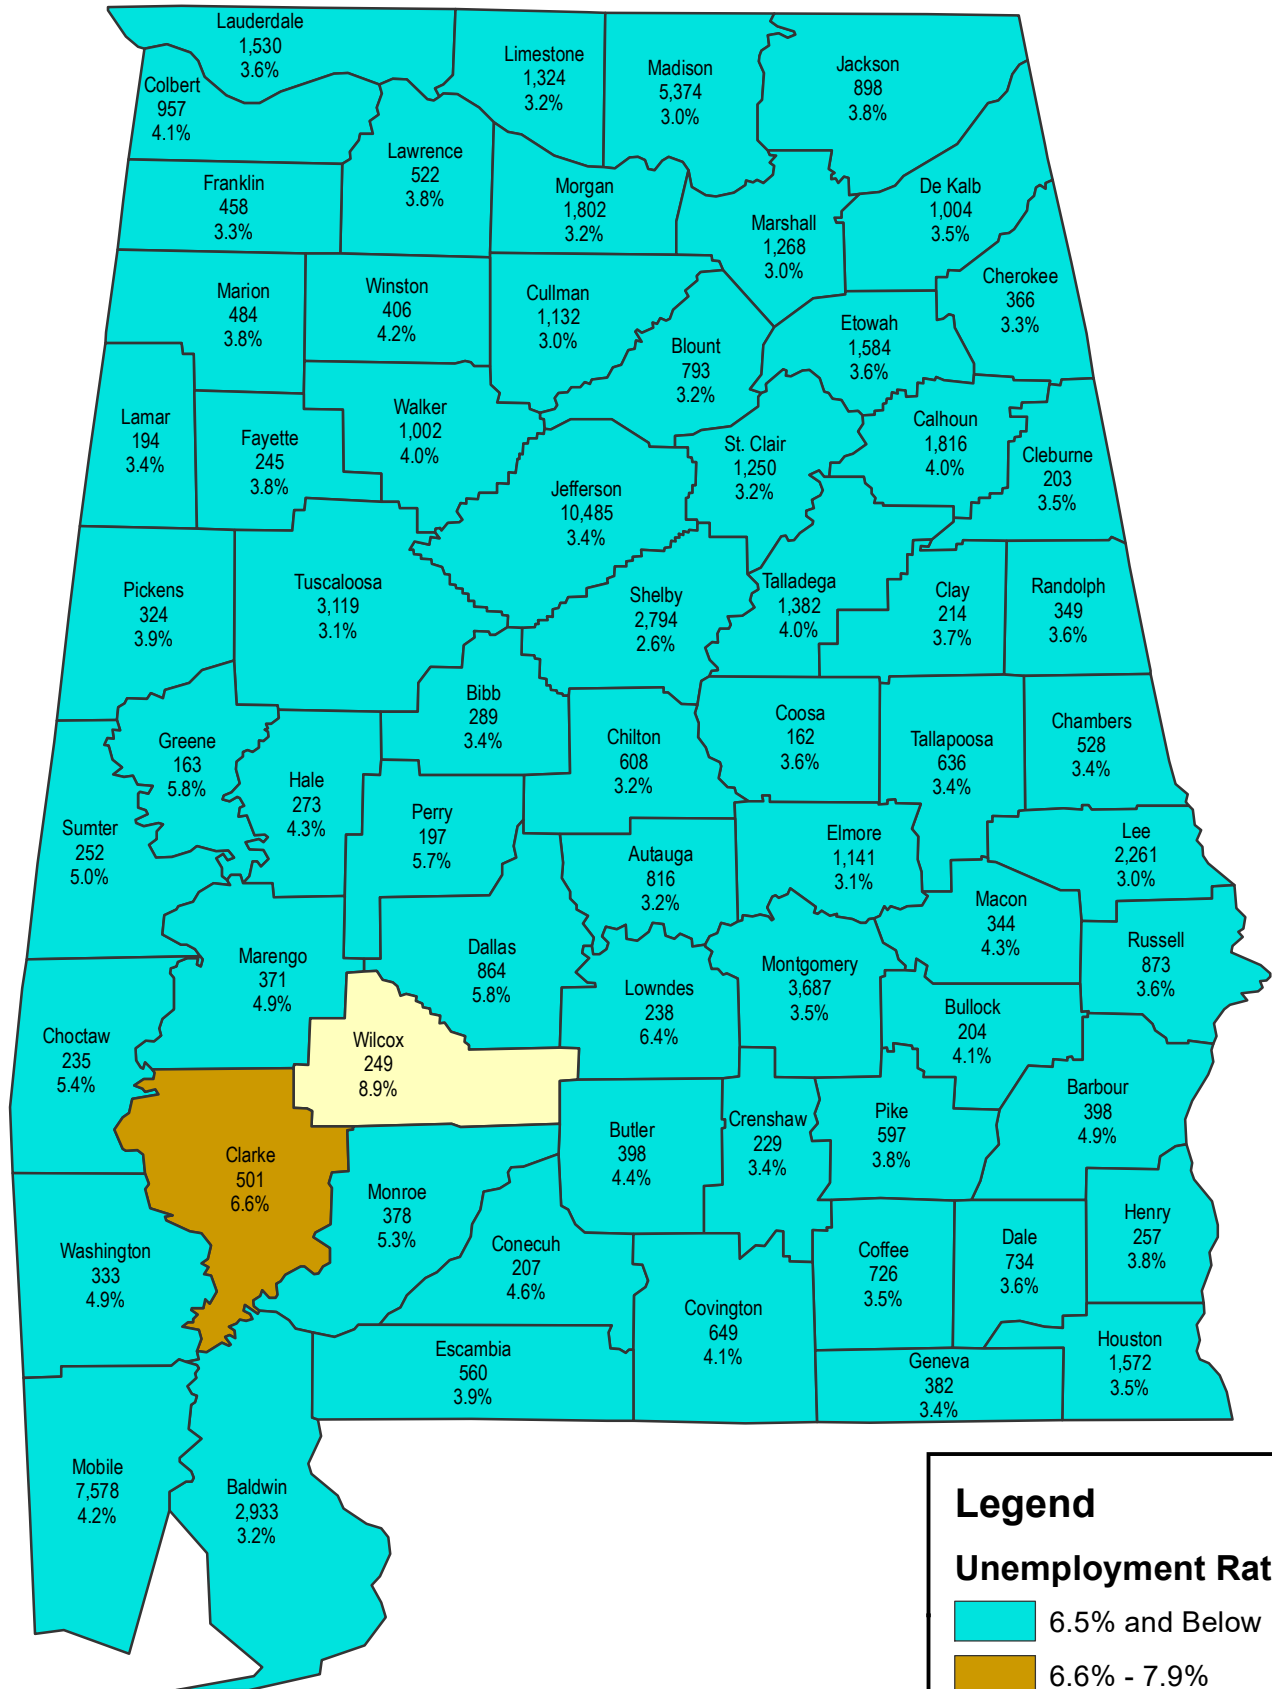 Lauderdale
1,530
3.6%
Limestone
1,324
3.2%
Madison
5,374
3.0%
Jackson
898
3.8%
Colbert
957
4.1%
Lawrence
522
3.8%
Franklin
458
3.3%
Morgan
1,802
3.2%
De Kalb
1,004
3.5%
Marshall
1,268
3.0%
Cherokee
366
3.3%
Marion
484
3.8%
Winston
406
4.2%
Cullman
1,132
3.0%
Etowah
1,584
3.6%
Blount
793
3.2%
Lamar
194
3.4%
Fayette
245
3.8%
Walker
1,002
4.0%
Calhoun
1,816
4.0%
St. Clair
1,250
3.2%
Cleburne
203
3.5%
Jefferson
10,485
3.4%
Pickens
324
3.9%
Tuscaloosa
3,119
3.1%
Shelby
2,794
2.6%
Talladega
1,382
4.0%
Clay
214
3.7%
Randolph
349
3.6%
Bibb
289
3.4%
Coosa
162
3.6%
Chambers
528
3.4%
Greene
163
5.8%
Chilton
608
3.2%
Tallapoosa
636
3.4%
Hale
273
4.3%
Perry
197
5.7%
Sumter
252
5.0%
Elmore
1,141
3.1%
Lee
2,261
3.0%
Autauga
816
3.2%
Macon
344
4.3%
Marengo
371
4.9%
Dallas
864
5.8%
Russell
873
3.6%
Montgomery
3,687
3.5%
Lowndes
238
6.4%
Bullock
204
4.1%
Choctaw
235
5.4%
Wilcox
249
8.9%
Barbour
398
4.9%
Crenshaw
229
3.4%
Pike
597
3.8%
Butler
398
4.4%
Clarke
501
6.6%
Monroe
378
5.3%
Henry
257
3.8%
Washington
333
4.9%
Conecuh
207
4.6%
Coffee
726
3.5%
Dale
734
3.6%
Covington
649
4.1%
Houston
1,572
3.5%
Escambia
560
3.9%
Geneva
382
3.4%
Mobile
7,578
4.2%
Baldwin
2,933
3.2%
Legend
Unemployment Rat
6.5% and Below
6.6% - 7.9%